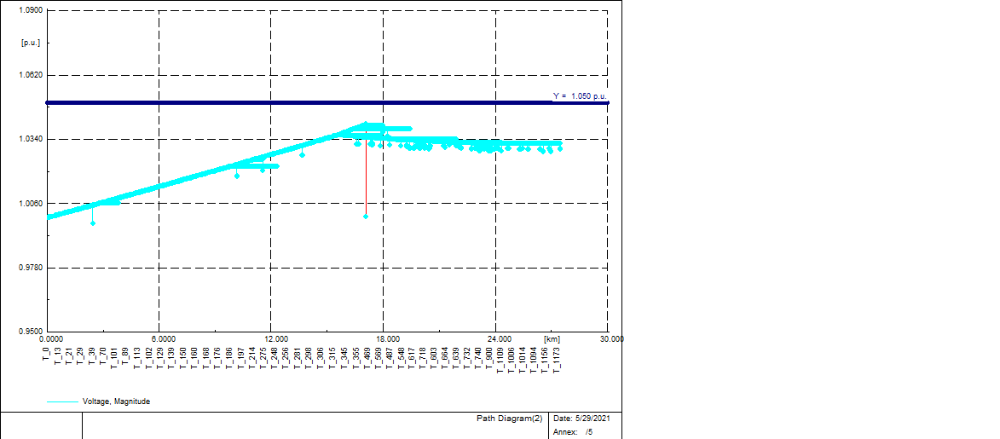 1.0900
[p.u.]
1.0620
Y = 1.050 p.u.
1.0340
1.0060
0.9780
0.9500
0.0000 6.0000 12.000 18.000 24.000 [km] 30.000
T_0
T_13
T_21
T_29
T_39
T_70
T_101
T_89
T_113
T_102
T_129
T_139
T_150
T_160
T_168
T_176
T_186
T_197
T_214
T_275
T_248
T_256
T_281
T_298
T_306
T_315
T_345
T_355
T_469
T_569
T_487
T_548
T_617
T_718
T_603
T_664
T_639
T_732
T_740
T_900
T_1109
T_1006
T_1014
T_1094
T_1156
T_1173
Voltage, Magnitude
Path Diagram(2)
Date: 5/29/2021
Annex: /5